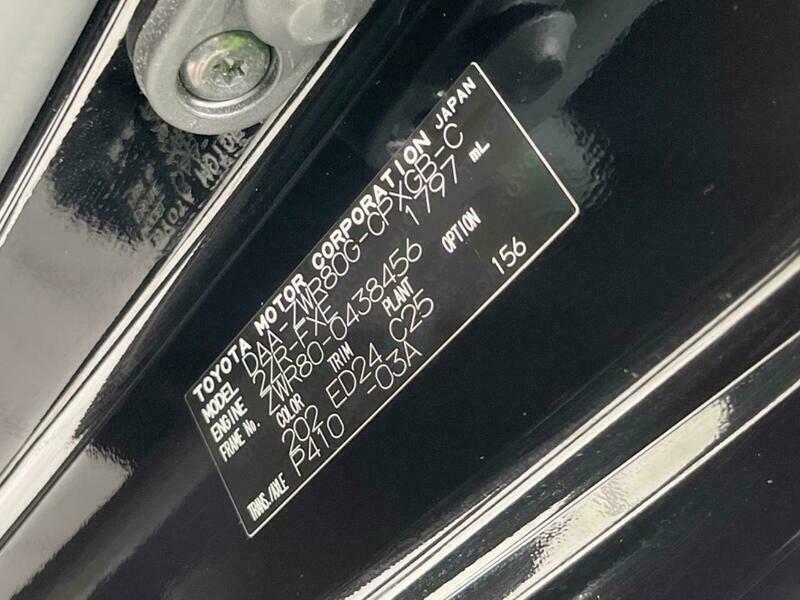 TOYOTA MOTOR CORPORATION JAPAN
MODEL DAA-ZWR80G-CPXGB-C
ENGINE 2ZR-FXE 1797 mL
FRAME No. ZWR80-0438456
COLOR TRIM PLANT OPTION
202 ED24 C25 156
TRANS./AXLE P410 -03A